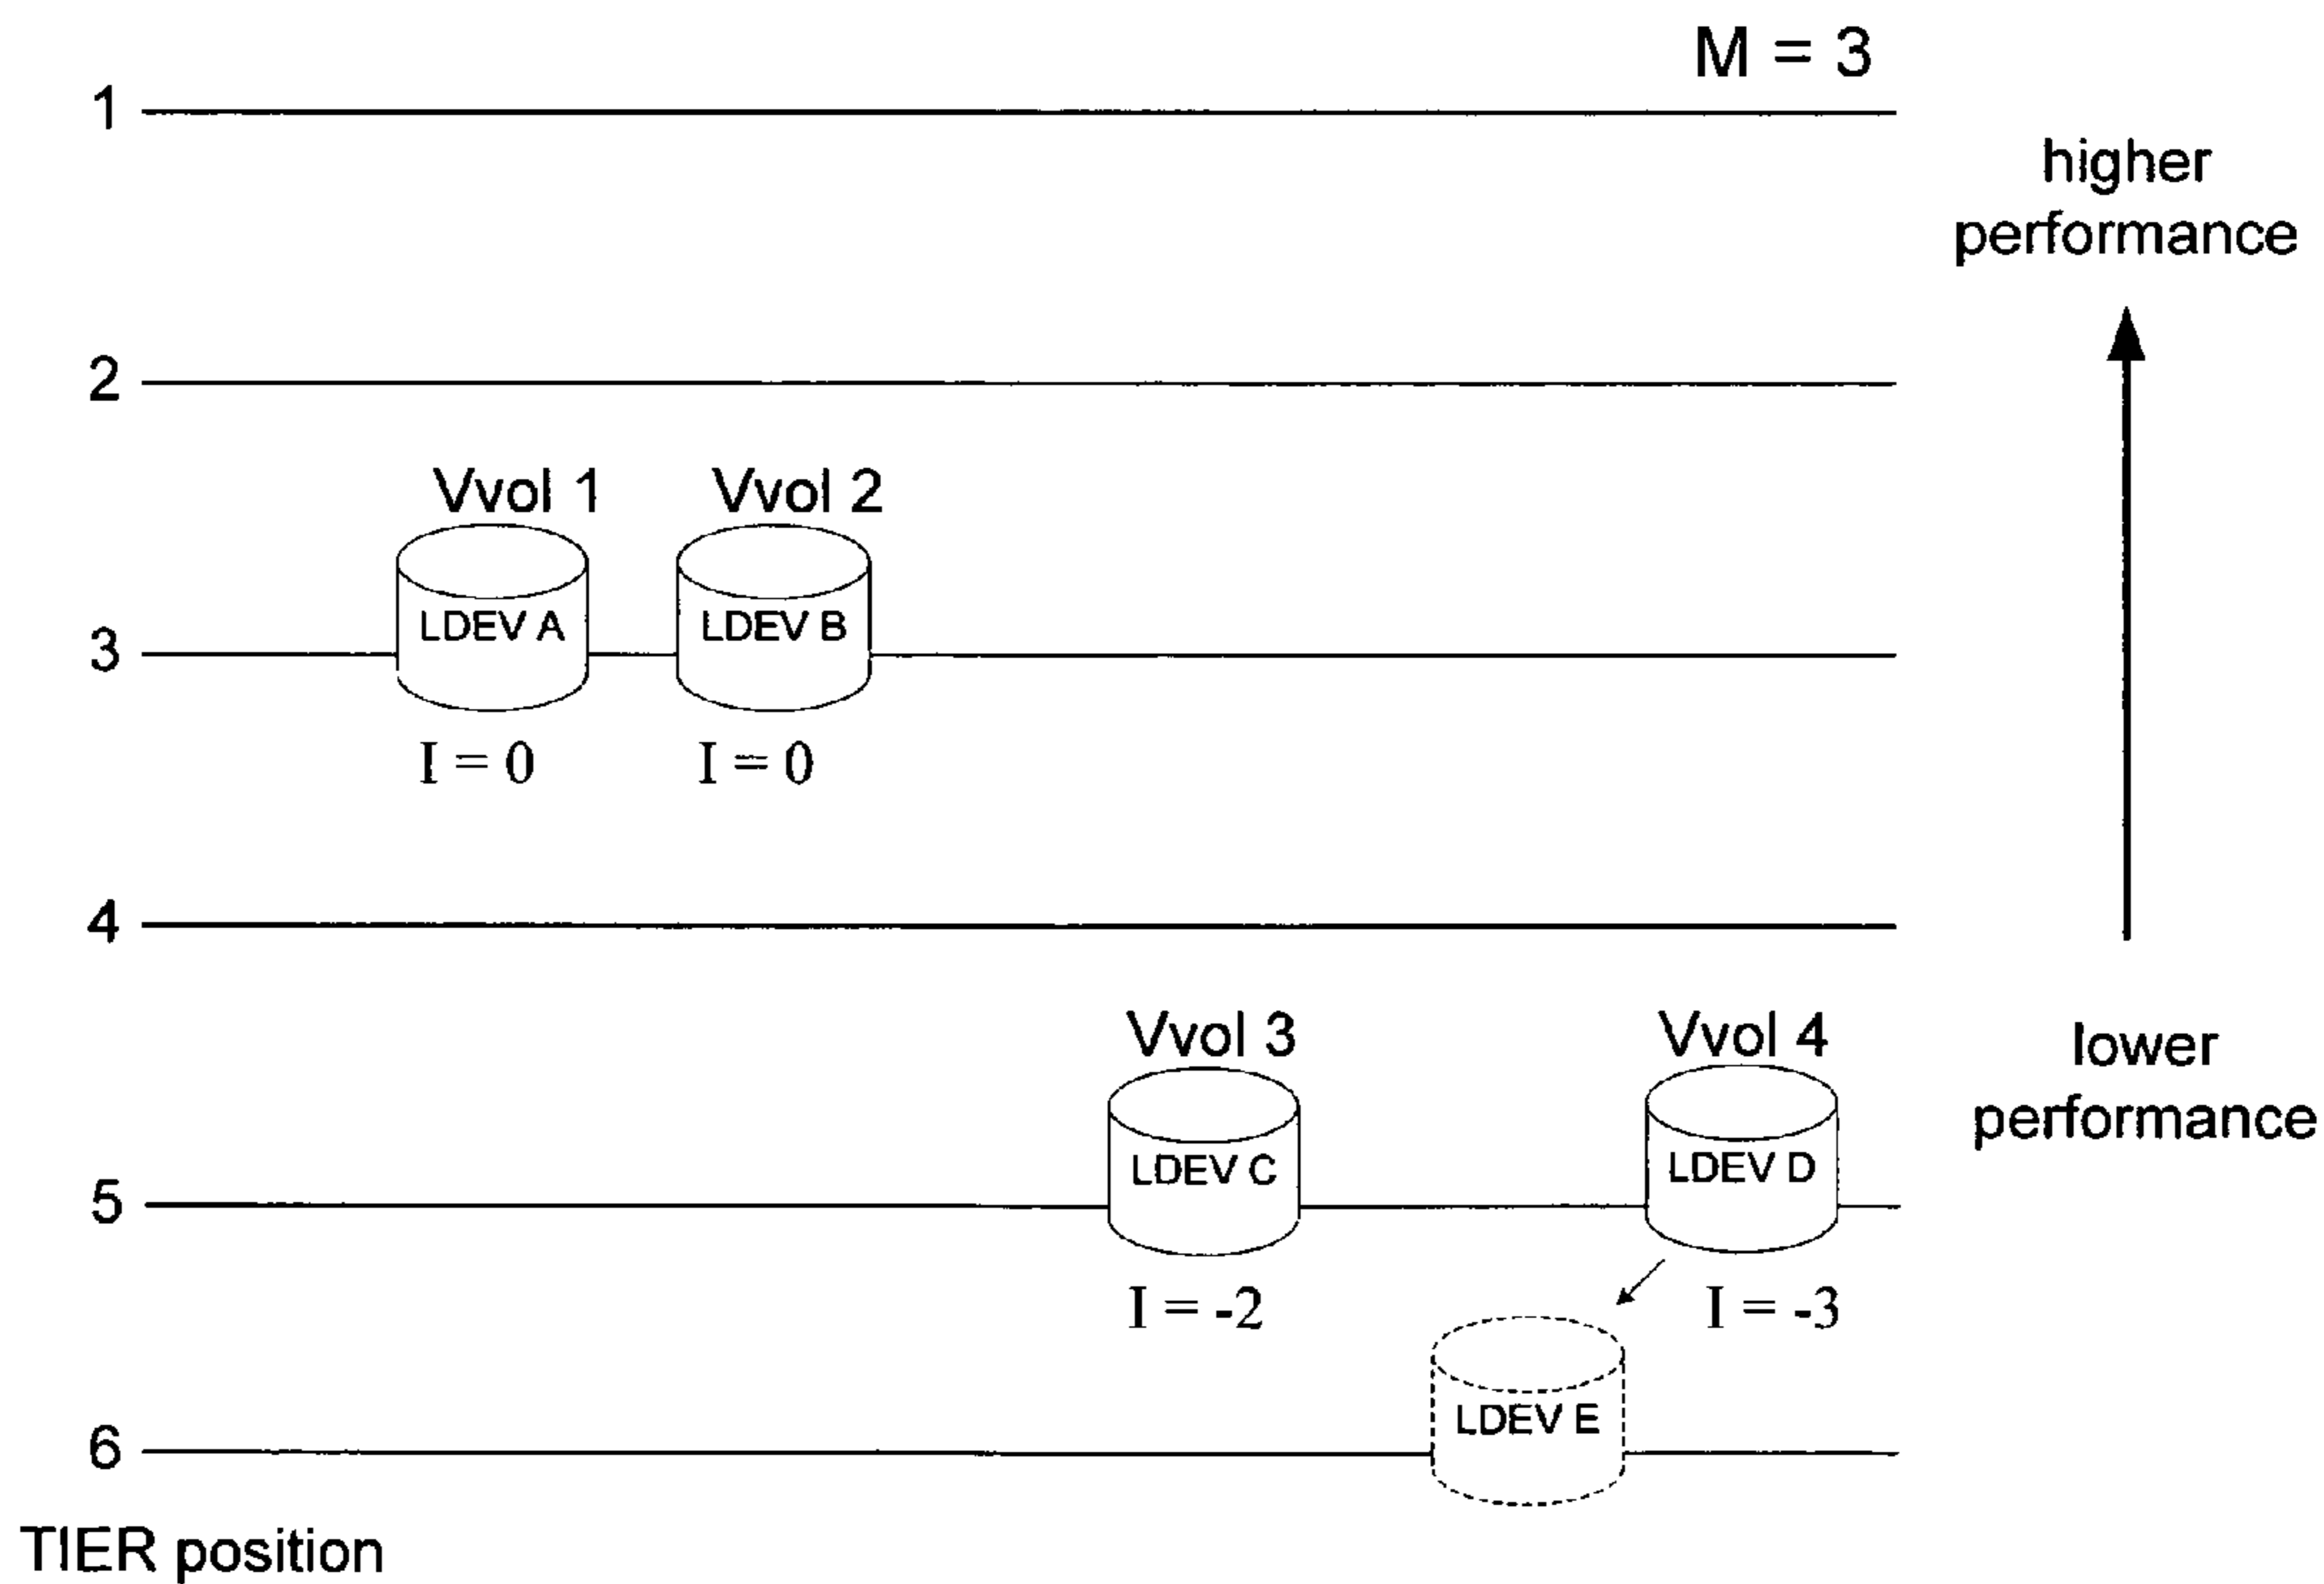 M = 3
1
higher
performance
2
Vvol 1 Vvol 2
LDEV A LDEV B
3
I = 0 I = 0
4
Vvol 3 Vvol 4
lower
performance
LDEV C LDEV D
5
I = -2 I = -3
LDEV E
6
TIER position